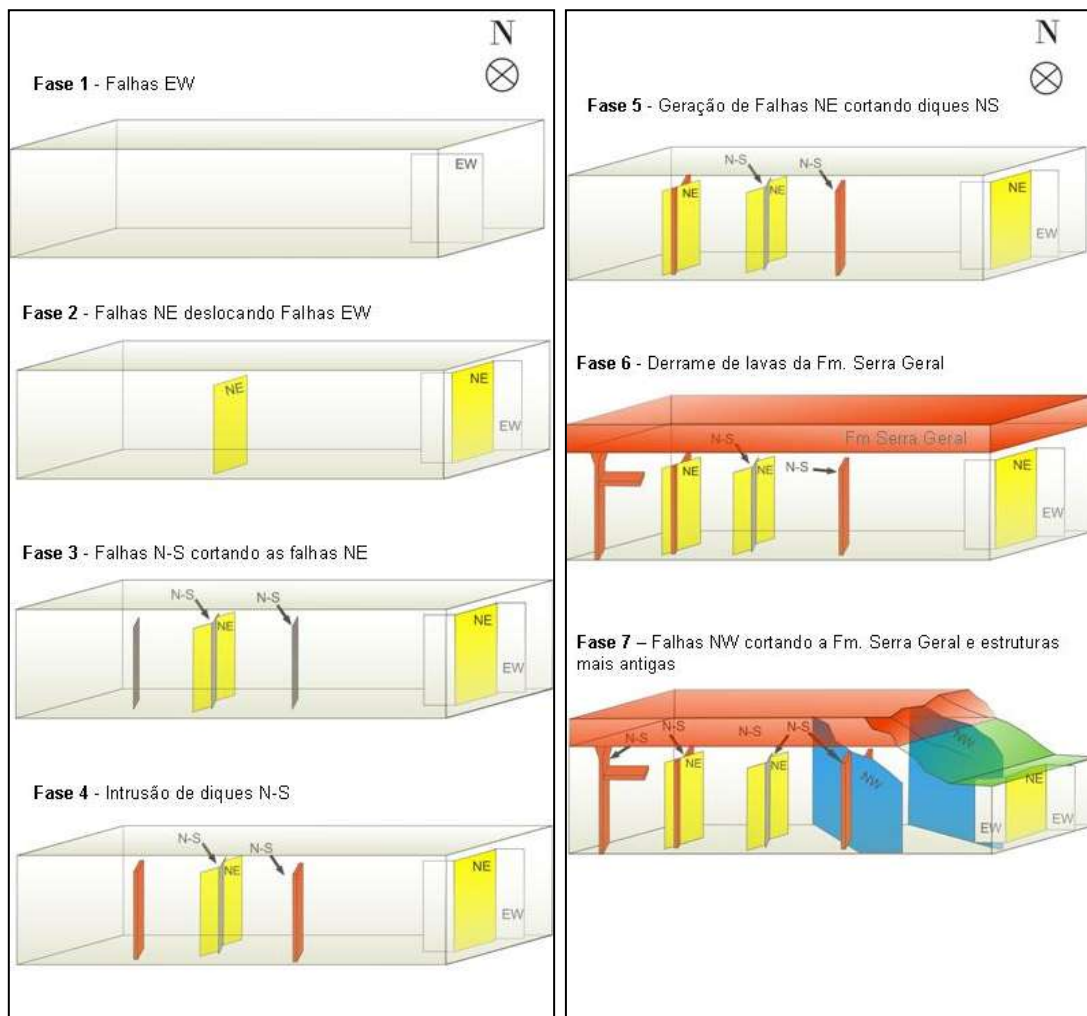 N
Fase 1 - Falhas EW
EW
Fase 2 - Falhas NE deslocando Falhas EW
NE
NE
EW
Fase 3 - Falhas N-S cortando as falhas NE
N-S
N-S
NE
NE
EW
Fase 4 - Intrusão de diques N-S
N-S
N-S
NE
NE
EW
N
Fase 5 - Geração de Falhas NE cortando diques NS
N-S
N-S
NE
NE
NE
EW
Fase 6 - Derrame de lavas da Fm. Serra Geral
Fm Serra Geral
N-S
N-S
NE
NE
NE
EW
Fase 7 – Falhas NW cortando a Fm. Serra Geral e estruturas
mais antigas
N-S
N-S
N-S
N-S
NW
NE
NE
NW
NE
EW
EW